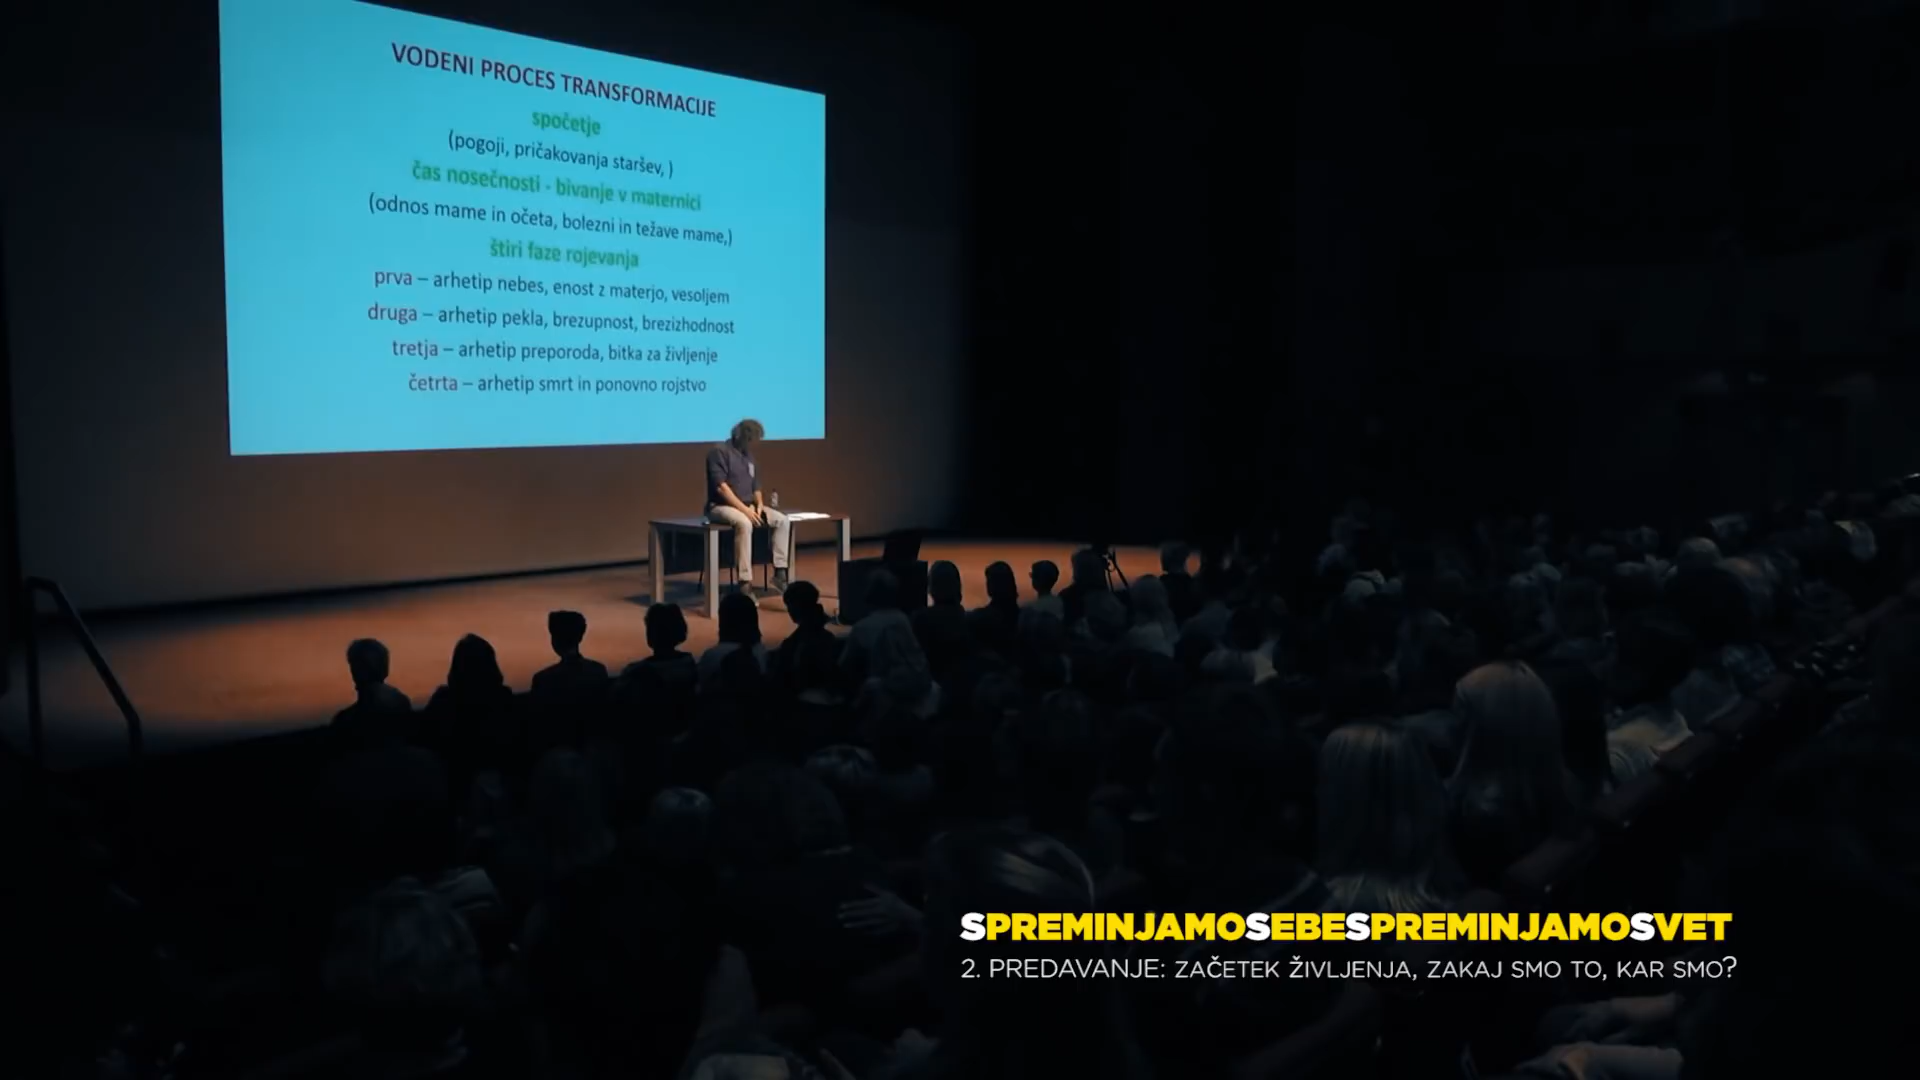 VODENI PROCES TRANSFORMACIJE
spočetje
(pogoji, pričakovanja staršev, )
čas nosečnosti - bivanje v maternici
(odnos mame in očeta, bolezni in težave mame,)
štiri faze rojevanja
prva – arhetip nebes, enost z materjo, vesoljem
druga – arhetip pekla, brezupnost, brezizhodnost
tretja – arhetip preporoda, bitka za življenje
četrta – arhetip smrt in ponovno rojstvo
SPREMINJAMOSEBESPREMINJAMOSVET
2. PREDAVANJE: ZAČETEK ŽIVLJENJA, ZAKAJ SMO TO, KAR SMO?